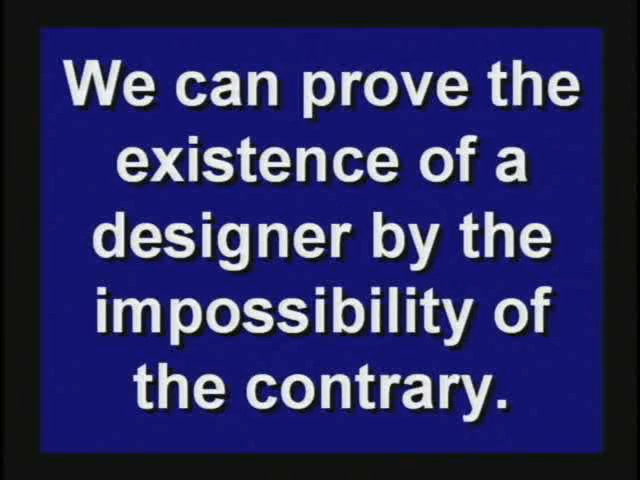 We can prove the
existence of a
designer by the
impossibility of
the contrary.